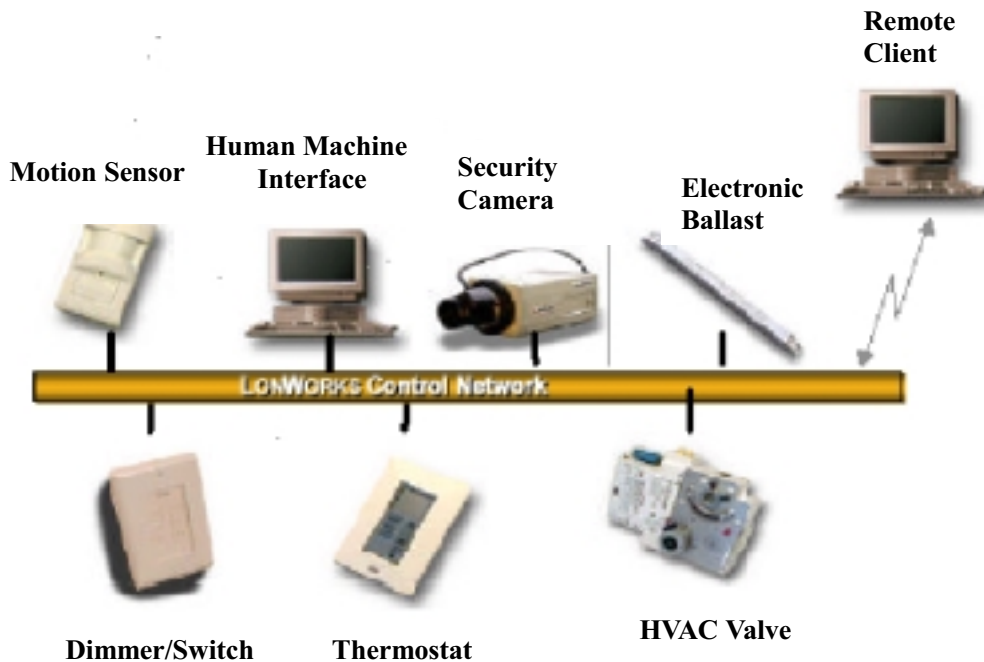 Remote
Client
Motion Sensor
Human Machine
Interface
Security
Camera
Electronic
Ballast
LONWORKS Control Network
Dimmer/Switch
Thermostat
HVAC Valve